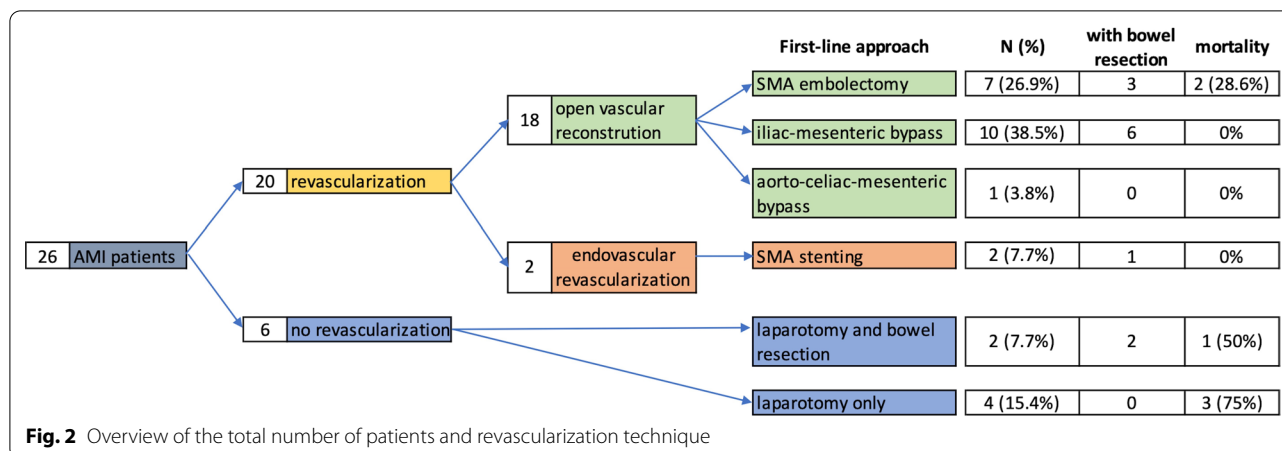 First-line approach N (%) with bowel resection mortality
SMA embolectomy 7 (26.9%) 3 2 (28.6%)
18 open vascular
reconstrution
iliac-mesenteric bypass 10 (38.5%) 6 0%
20 revascularization
aorto-celiac-mesenteric
bypass 1 (3.8%) 0 0%
26 AMI patients
2 endovascular
revascularization
SMA stenting 2 (7.7%) 1 0%
6 no revascularization
laparotomy and bowel
resection 2 (7.7%) 2 1 (50%)
laparotomy only 4 (15.4%) 0 3 (75%)
Fig. 2 Overview of the total number of patients and revascularization technique